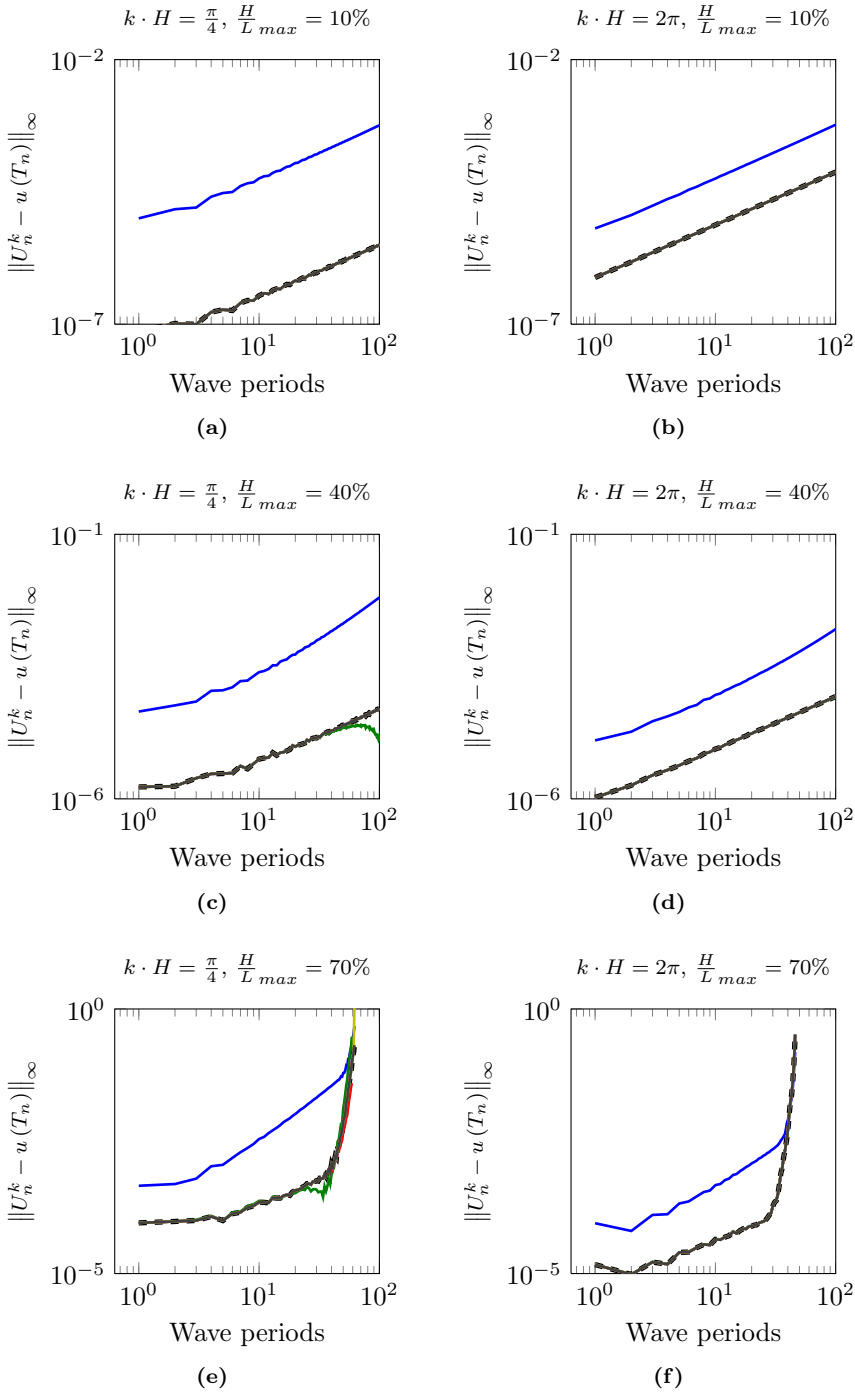 k · H = π/4, H/L max = 10%
‖U_n^k − u (T_n)‖_∞
10^−2
10^−7
10^0 10^1 10^2
Wave periods
(a)
k · H = 2π, H/L max = 10%
‖U_n^k − u (T_n)‖_∞
10^−2
10^−7
10^0 10^1 10^2
Wave periods
(b)
k · H = π/4, H/L max = 40%
‖U_n^k − u (T_n)‖_∞
10^−1
10^−6
10^0 10^1 10^2
Wave periods
(c)
k · H = 2π, H/L max = 40%
‖U_n^k − u (T_n)‖_∞
10^−1
10^−6
10^0 10^1 10^2
Wave periods
(d)
k · H = π/4, H/L max = 70%
‖U_n^k − u (T_n)‖_∞
10^0
10^−5
10^0 10^1 10^2
Wave periods
(e)
k · H = 2π, H/L max = 70%
‖U_n^k − u (T_n)‖_∞
10^0
10^−5
10^0 10^1 10^2
Wave periods
(f)